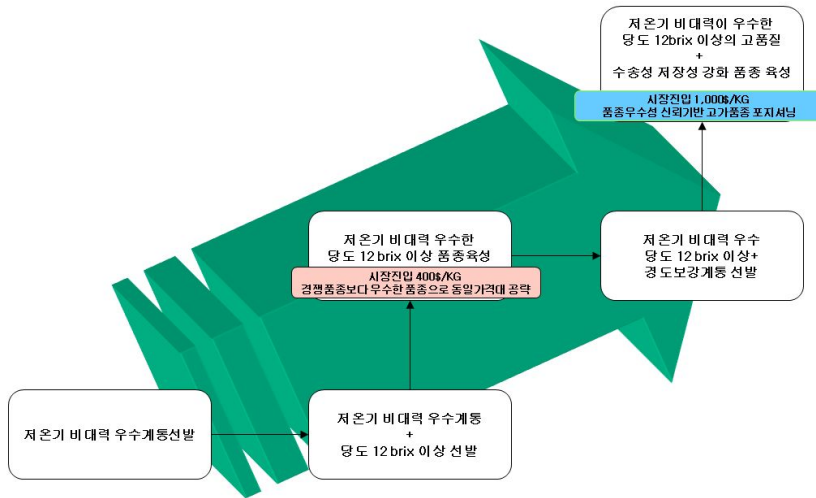 저온기 비대력이 우수한
당도 12brix 이상의 고품질
+
수송성 저장성 강화 품종 육성
시장진입 1,000$/KG
품종우수성 신뢰기반 고가품종 포지셔닝
저온기 비대력 우수한
당도 12 brix 이상 품종육성
시장진입 400$/KG
경쟁품종보다 우수한 품종으로 동일가격대 공략
저온기 비대력 우수
당도 12 brix 이상+
경도보강계통 선발
저온기 비대력 우수계통선발
저온기 비대력 우수계통
+
당도 12 brix 이상 선발